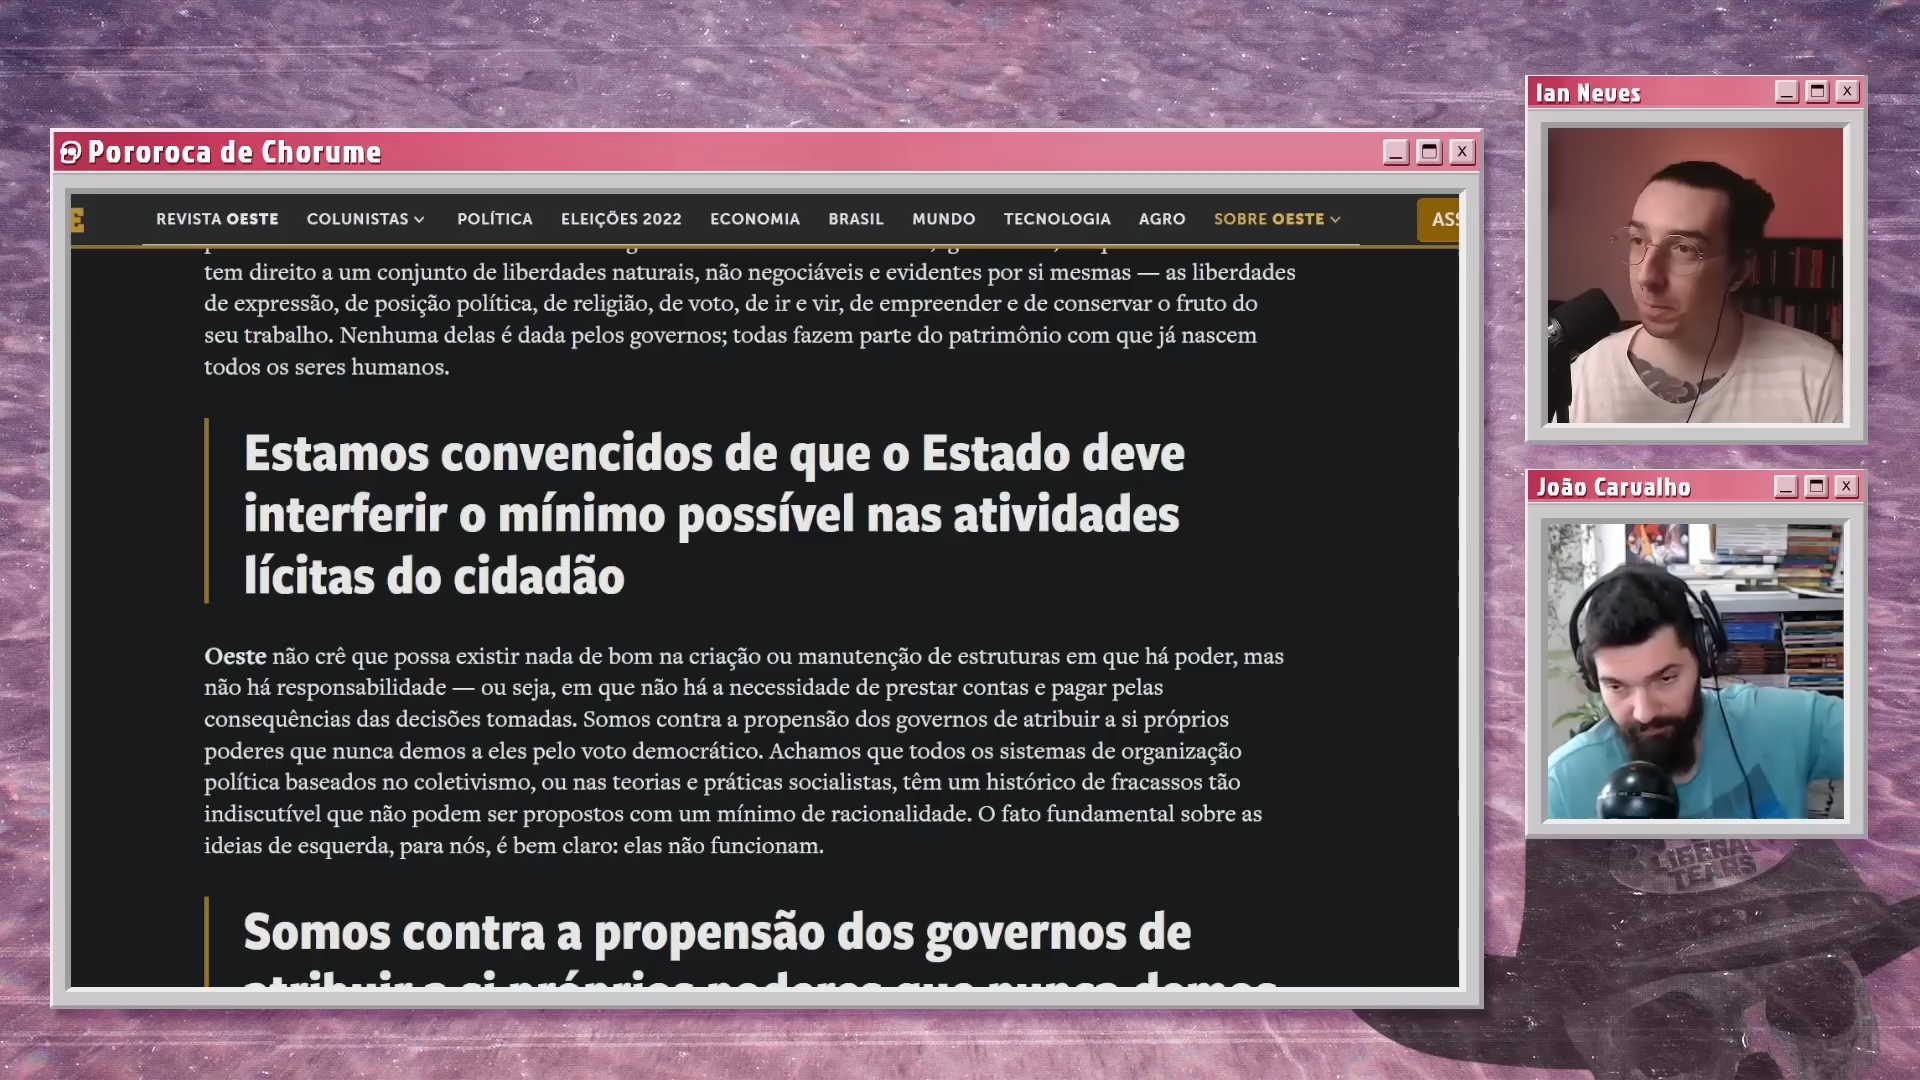 Pororoca de Chorume
REVISTA OESTE COLUNISTAS POLÍTICA ELEIÇÕES 2022 ECONOMIA BRASIL MUNDO TECNOLOGIA AGRO SOBRE OESTE
tem direito a um conjunto de liberdades naturais, não negociáveis e evidentes por si mesmas — as liberdades
de expressão, de posição política, de religião, de voto, de ir e vir, de empreender e de conservar o fruto do
seu trabalho. Nenhuma delas é dada pelos governos; todas fazem parte do patrimônio com que já nascem
todos os seres humanos.
Estamos convencidos de que o Estado deve
interferir o mínimo possível nas atividades
lícitas do cidadão
Oeste não crê que possa existir nada de bom na criação ou manutenção de estruturas em que há poder, mas
não há responsabilidade — ou seja, em que não há a necessidade de prestar contas e pagar pelas
consequências das decisões tomadas. Somos contra a propensão dos governos de atribuir a si próprios
poderes que nunca demos a eles pelo voto democrático. Achamos que todos os sistemas de organização
política baseados no coletivismo, ou nas teorias e práticas socialistas, têm um histórico de fracassos tão
indiscutível que não podem ser propostos com um mínimo de racionalidade. O fato fundamental sobre as
ideias de esquerda, para nós, é bem claro: elas não funcionam.
Somos contra a propensão dos governos de
atribuir a si próprios poderes que nunca demos
Ian Neves
João Carvalho
LIBERAL
TEARS